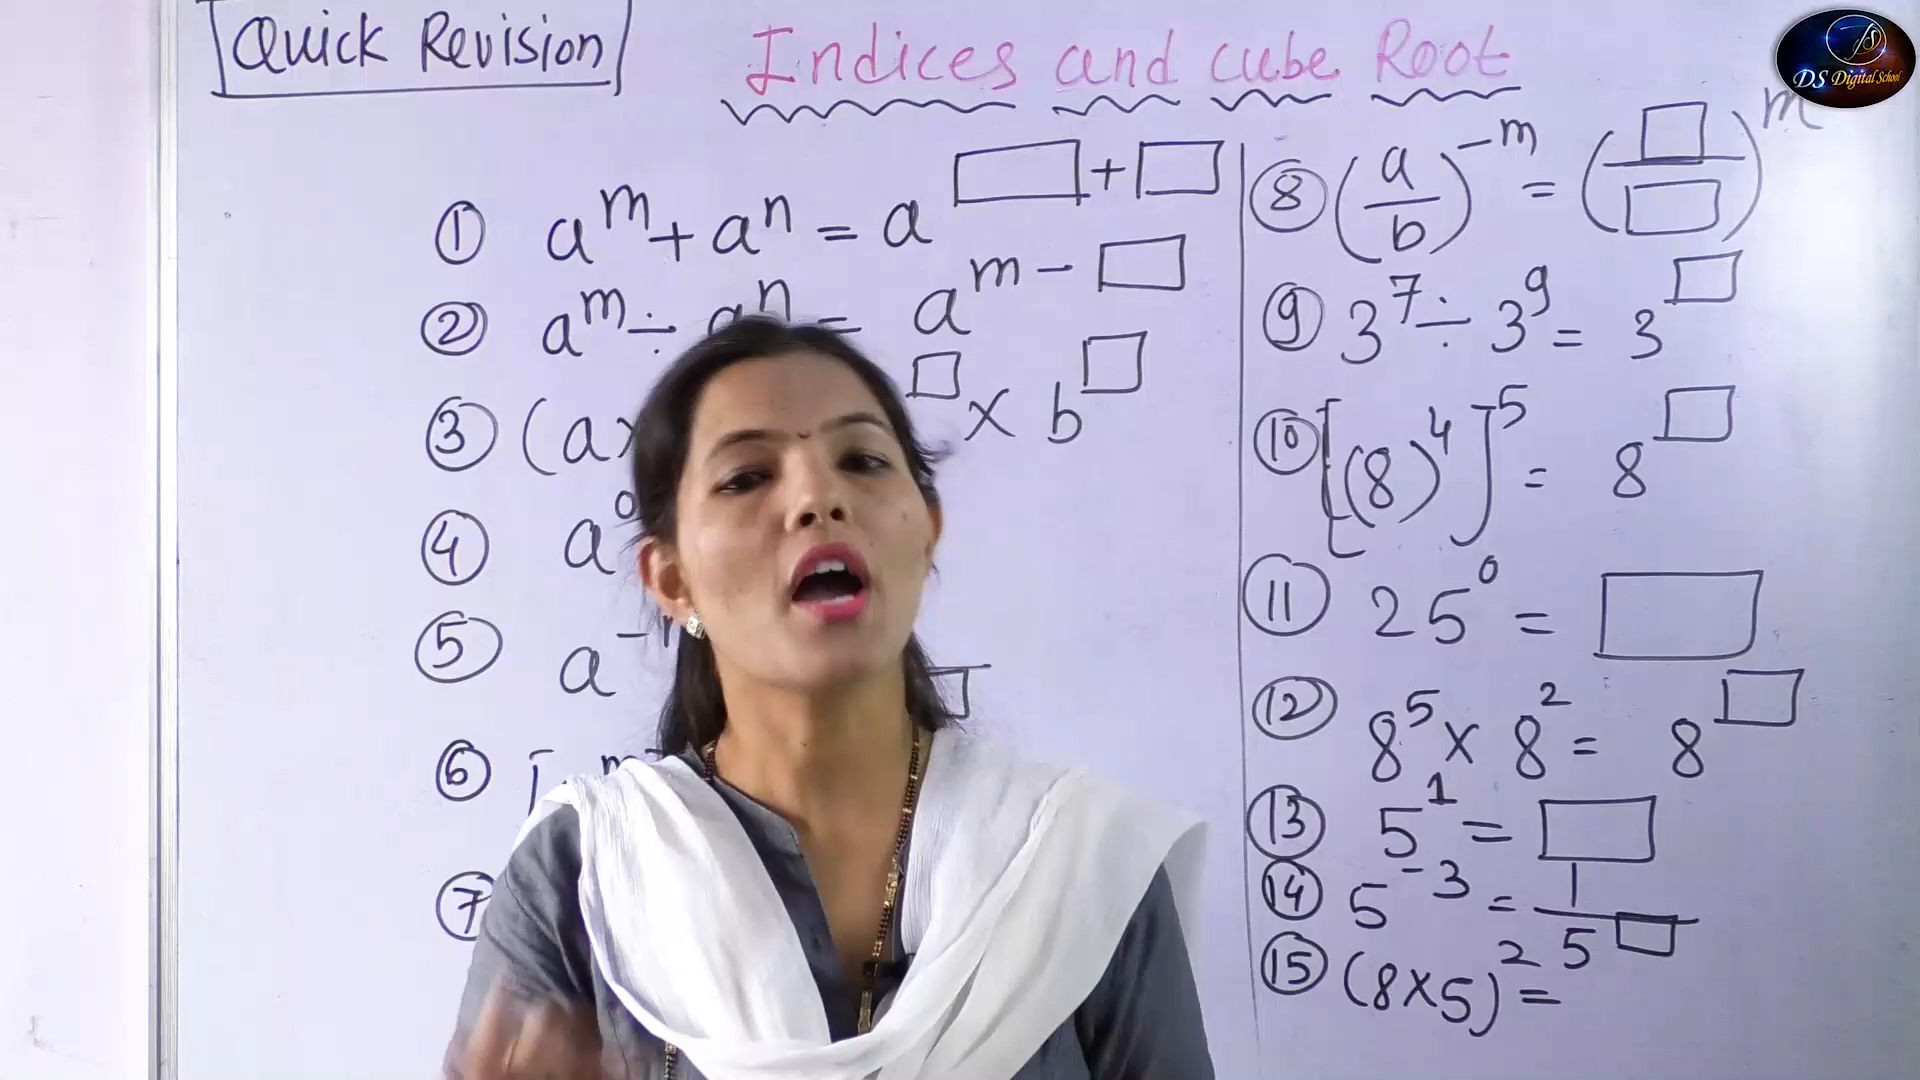 Quick Revision
Indices and cube Root
DS Digital School
① a^m + a^n = a^□+□
② a^m ÷ a^n = a^m-□
③ (a× □ × b^□
④ a^0
⑤ a^- □
⑥ [ m
⑦
⑧ (a/b)^-m = (□/□)^m
⑨ 3^7 ÷ 3^9 = 3^□
⑩ [(8)^4]^5 = 8^□
⑪ 25^0 = □
⑫ 8^5 × 8^2 = 8^□
⑬ 5^1 = □
⑭ 5^-3 = 1/5^□
⑮ (8×5)^2 =